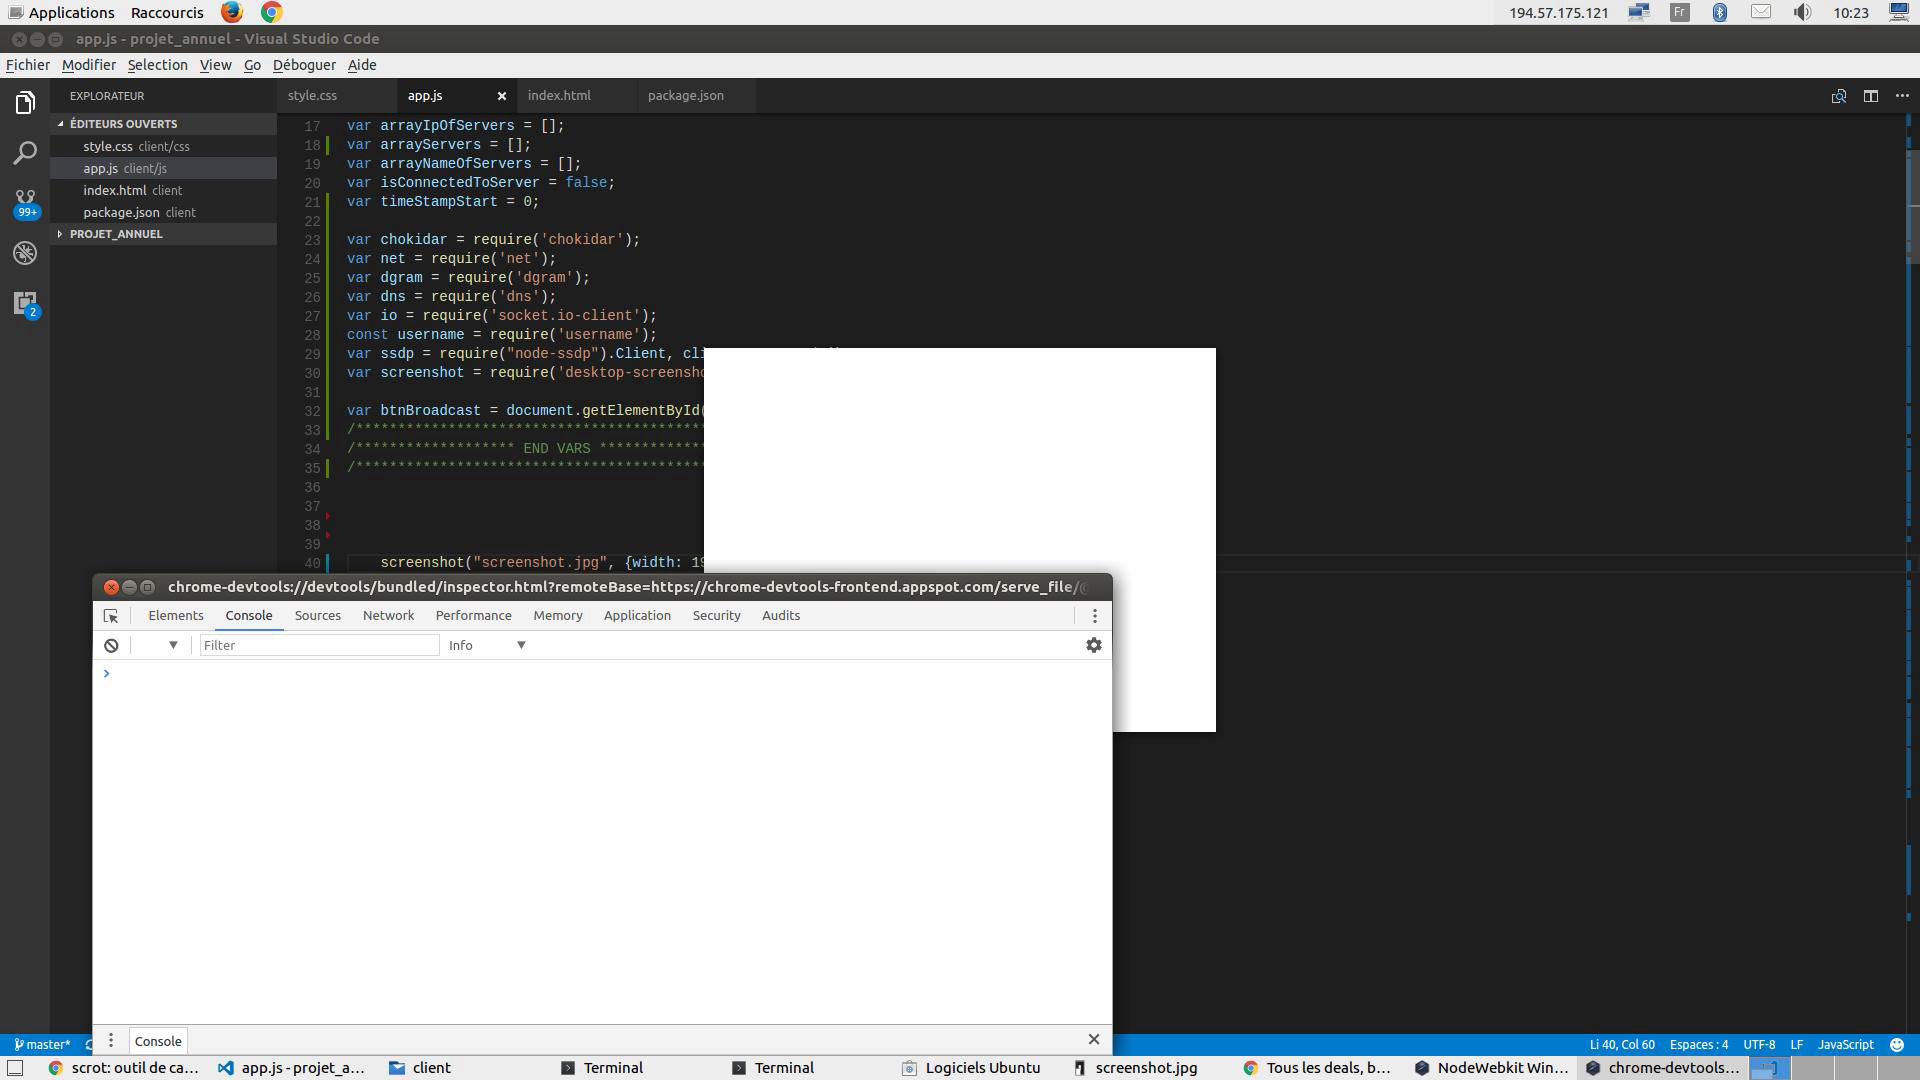 Applications Raccourcis 194.57.175.121 Fr 10:23
app.js - projet_annuel - Visual Studio Code
Fichier Modifier Selection View Go Déboguer Aide
EXPLORATEUR
ÉDITEURS OUVERTS
style.css client/css
app.js client/js
index.html client
package.json client
PROJET_ANNUEL
99+
2
style.css app.js index.html package.json
17 var arrayIpOfServers = [];
18 var arrayServers = [];
19 var arrayNameOfServers = [];
20 var isConnectedToServer = false;
21 var timeStampStart = 0;
22
23 var chokidar = require('chokidar');
24 var net = require('net');
25 var dgram = require('dgram');
26 var dns = require('dns');
27 var io = require('socket.io-client');
28 const username = require('username');
29 var ssdp = require("node-ssdp").Client, cli
30 var screenshot = require('desktop-screensho
31
32 var btnBroadcast = document.getElementById(
33 /******************************************
34 /******************* END VARS *************
35 /******************************************
36
37
38
39
40 screenshot("screenshot.jpg", {width: 19
chrome-devtools://devtools/bundled/inspector.html?remoteBase=https://chrome-devtools-frontend.appspot.com/serve_file/@
Elements Console Sources Network Performance Memory Application Security Audits
Filter Info
Console
master* Li 40, Col 60 Espaces : 4 UTF-8 LF JavaScript
scrot: outil de ca... app.js - projet_a... client Terminal Terminal Logiciels Ubuntu screenshot.jpg Tous les deals, b... NodeWebkit Win... chrome-devtools...